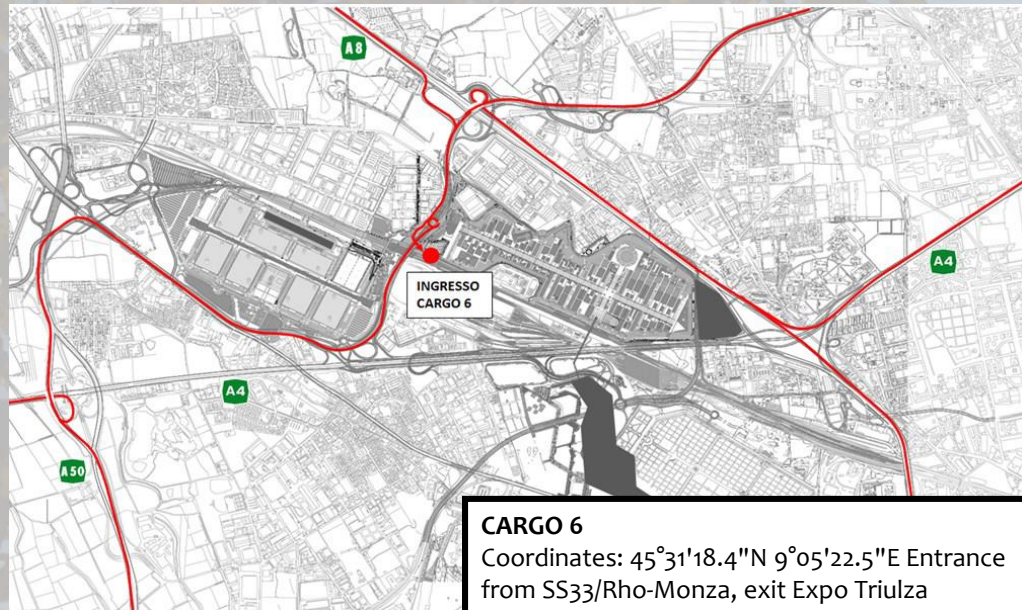 A8
INGRESSO
CARGO 6
A4
A4
A50
CARGO 6
Coordinates: 45°31'18.4"N 9°05'22.5"E Entrance
from SS33/Rho-Monza, exit Expo Triulza